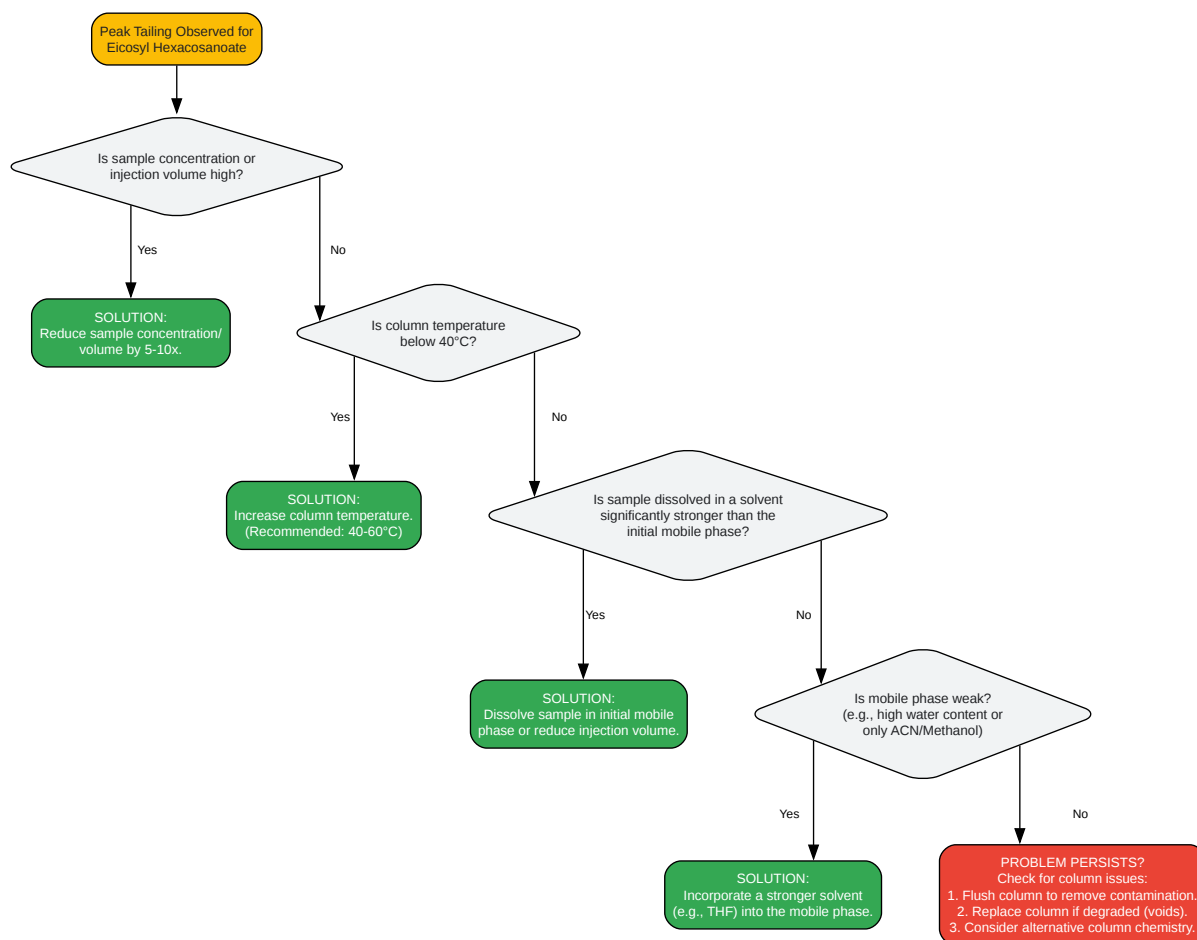 Peak Tailing Observed for
Eicosyl Hexacosanoate
Is sample concentration or
injection volume high?
Yes
No
SOLUTION:
Reduce sample concentration/
volume by 5-10x.
Is column temperature
below 40°C?
Yes
No
SOLUTION:
Increase column temperature.
(Recommended: 40-60°C)
Is sample dissolved in a solvent
significantly stronger than the
initial mobile phase?
Yes
No
SOLUTION:
Dissolve sample in initial mobile
phase or reduce injection volume.
Is mobile phase weak?
(e.g., high water content or
only ACN/Methanol)
Yes
No
SOLUTION:
Incorporate a stronger solvent
(e.g., THF) into the mobile phase.
PROBLEM PERSISTS?
Check for column issues:
1. Flush column to remove contamination.
2. Replace column if degraded (voids).
3. Consider alternative column chemistry.